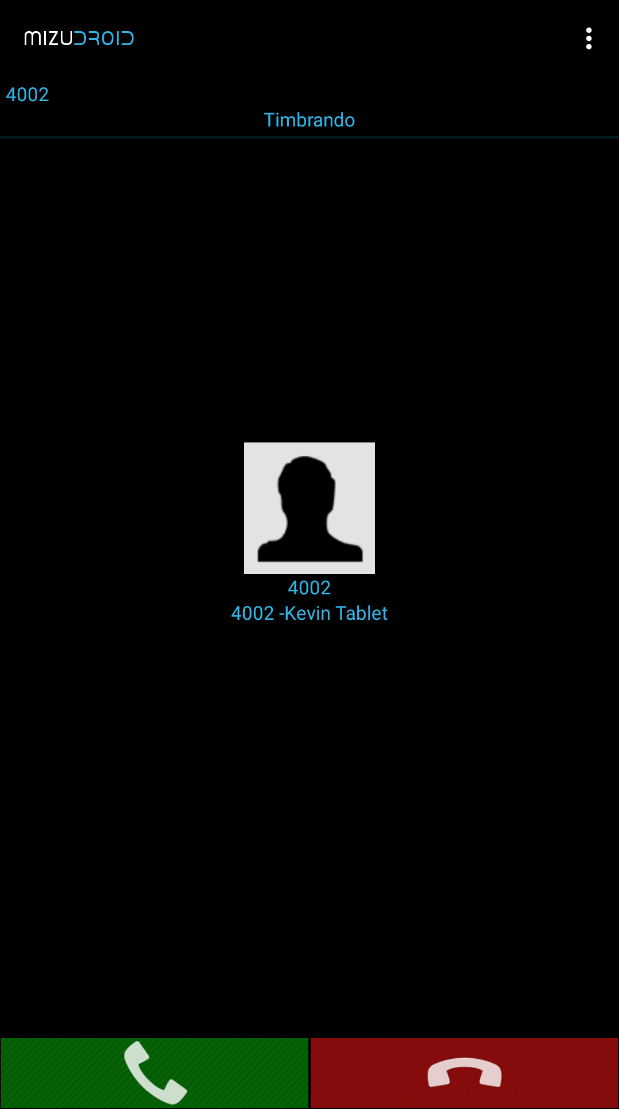 MIZUDROID
4002
Timbrando
4002
4002 -Kevin Tablet